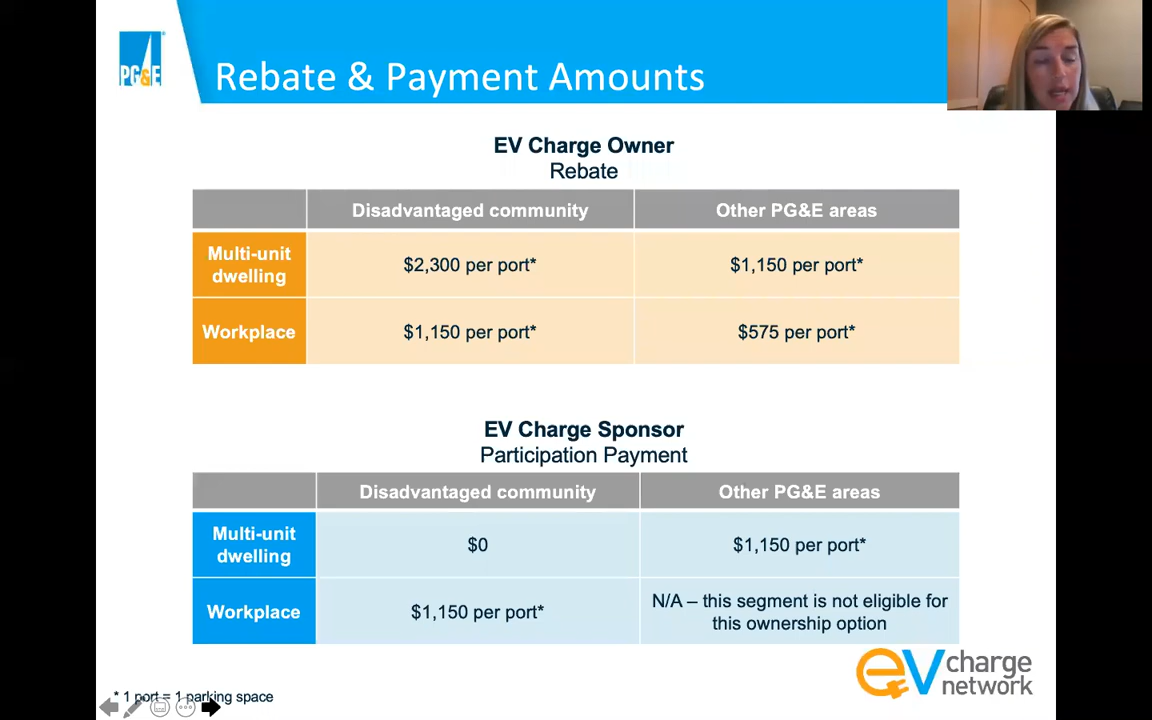 PG&E
Rebate & Payment Amounts
EV Charge Owner
Rebate
Disadvantaged community
Other PG&E areas
Multi-unit
dwelling
$2,300 per port*
$1,150 per port*
Workplace
$1,150 per port*
$575 per port*
EV Charge Sponsor
Participation Payment
Disadvantaged community
Other PG&E areas
Multi-unit
dwelling
$0
$1,150 per port*
Workplace
$1,150 per port*
N/A – this segment is not eligible for
this ownership option
eV charge
network
* 1 port = 1 parking space